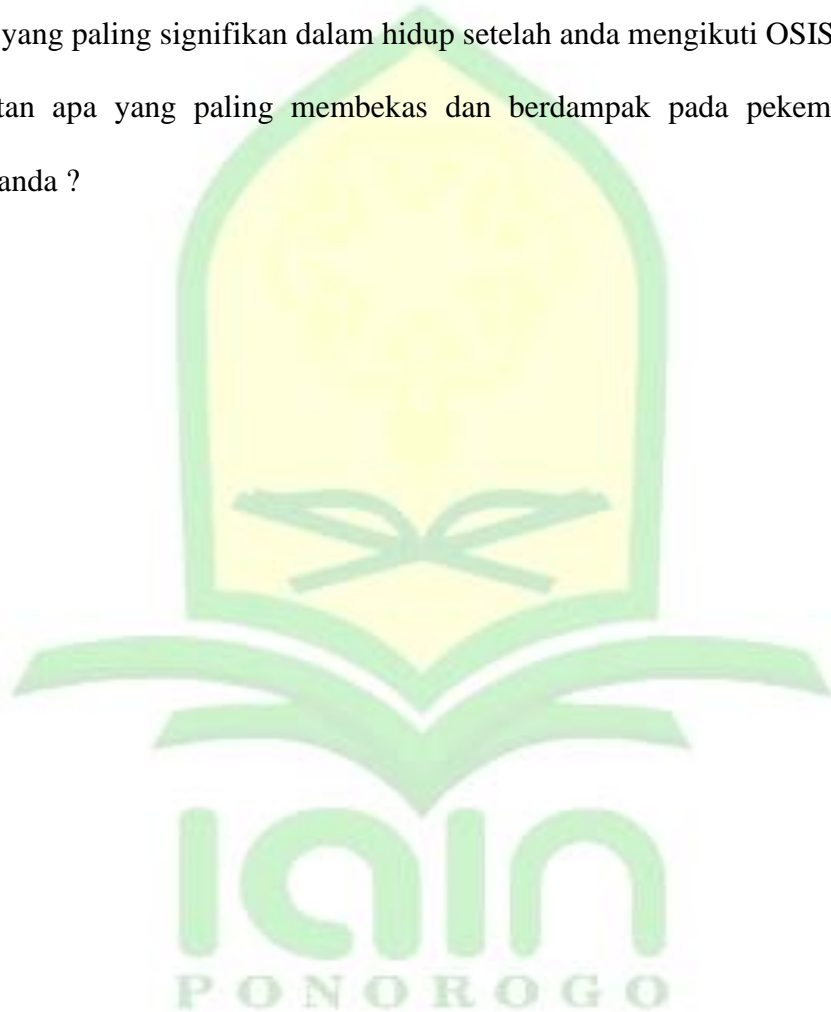 yang paling signifikan dalam hidup setelah anda mengikuti OSIS
tan apa yang paling membekas dan berdampak pada pekem
anda ?
iain
PONOROGO